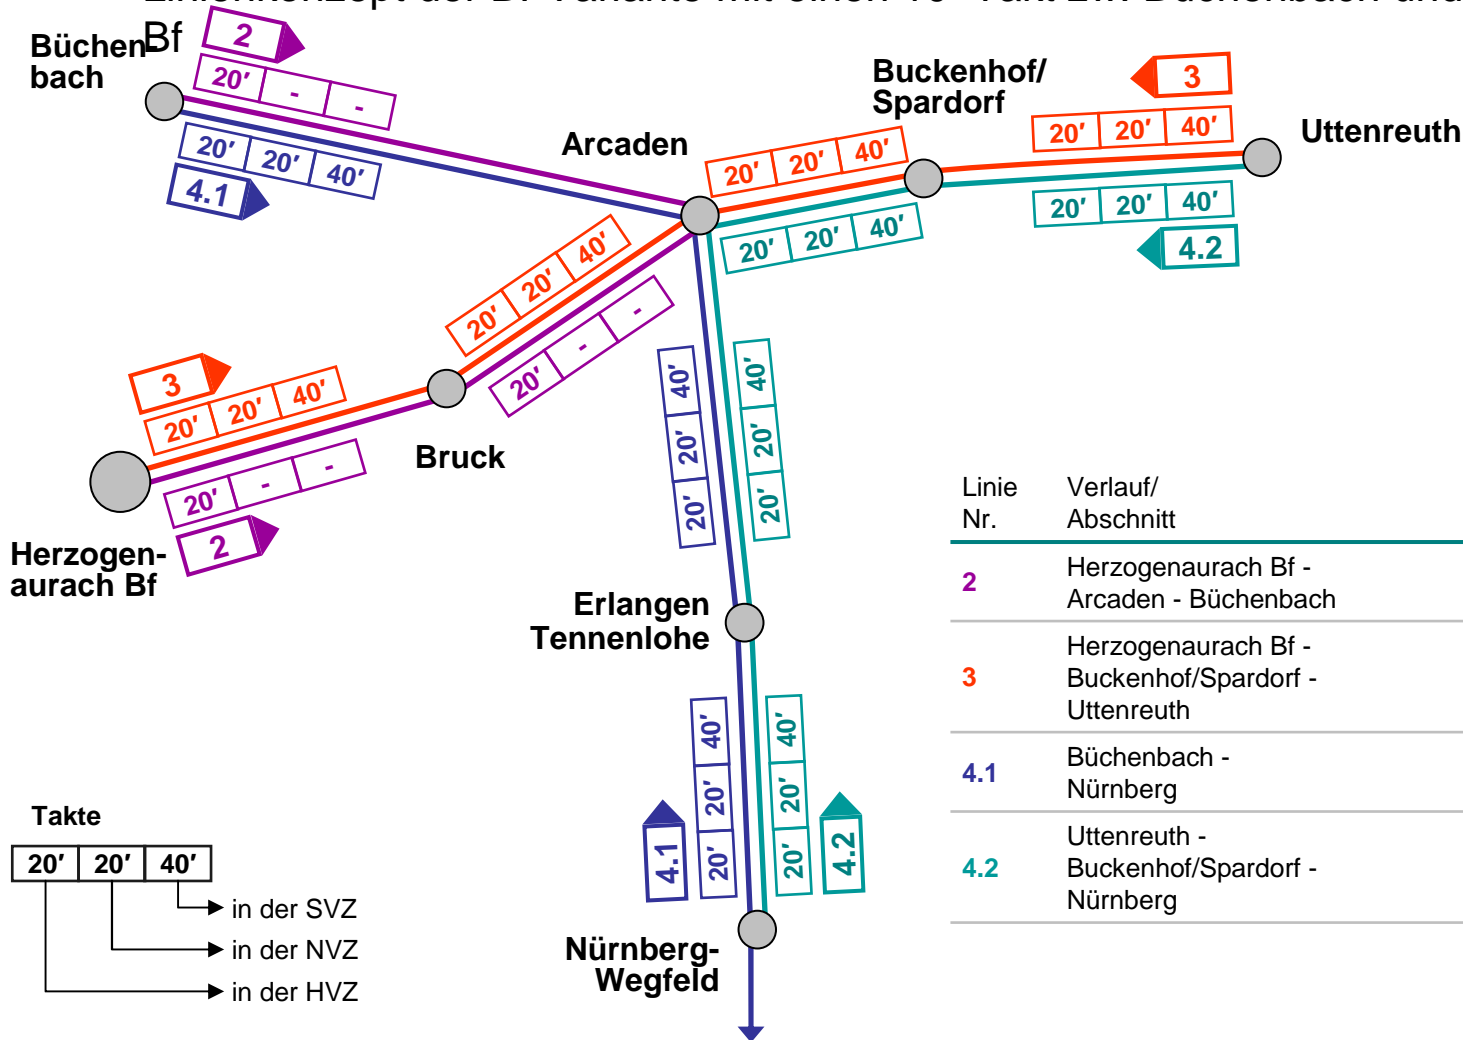 Bf
Büchen-
bach
2
20′ - -
20′ 20′ 40′
4.1
Arcaden
Buckenhof/
Spardorf
3
20′ 20′ 40′
Uttenreuth
20′ 20′ 40′
20′ 20′ 40′
20′ 20′ 40′
4.2
20′ 20′ 40′
20′ - -
3
20′ 20′ 40′
Bruck
20′ - -
2
Herzogen-
aurach Bf
20′ 20′ 40′
20′ 20′ 40′
Erlangen
Tennenlohe
20′ 20′ 40′
20′ 20′ 40′
4.1
4.2
Nürnberg-
Wegfeld
Linie Verlauf/
Nr. Abschnitt
2 Herzogenaurach Bf -
Arcaden - Büchenbach
3 Herzogenaurach Bf -
Buckenhof/Spardorf -
Uttenreuth
4.1 Büchenbach -
Nürnberg
4.2 Uttenreuth -
Buckenhof/Spardorf -
Nürnberg
Takte
20′ 20′ 40′
in der SVZ
in der NVZ
in der HVZ